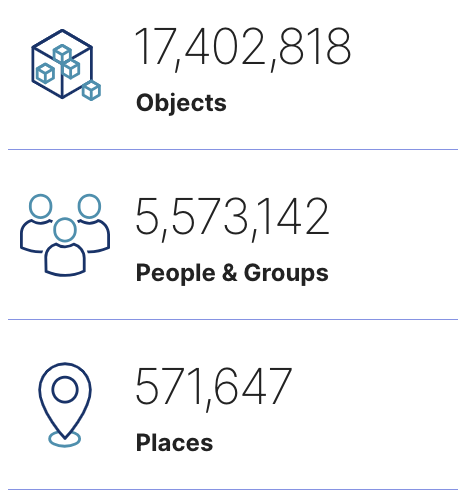 17,402,818
Objects
5,573,142
People & Groups
571,647
Places